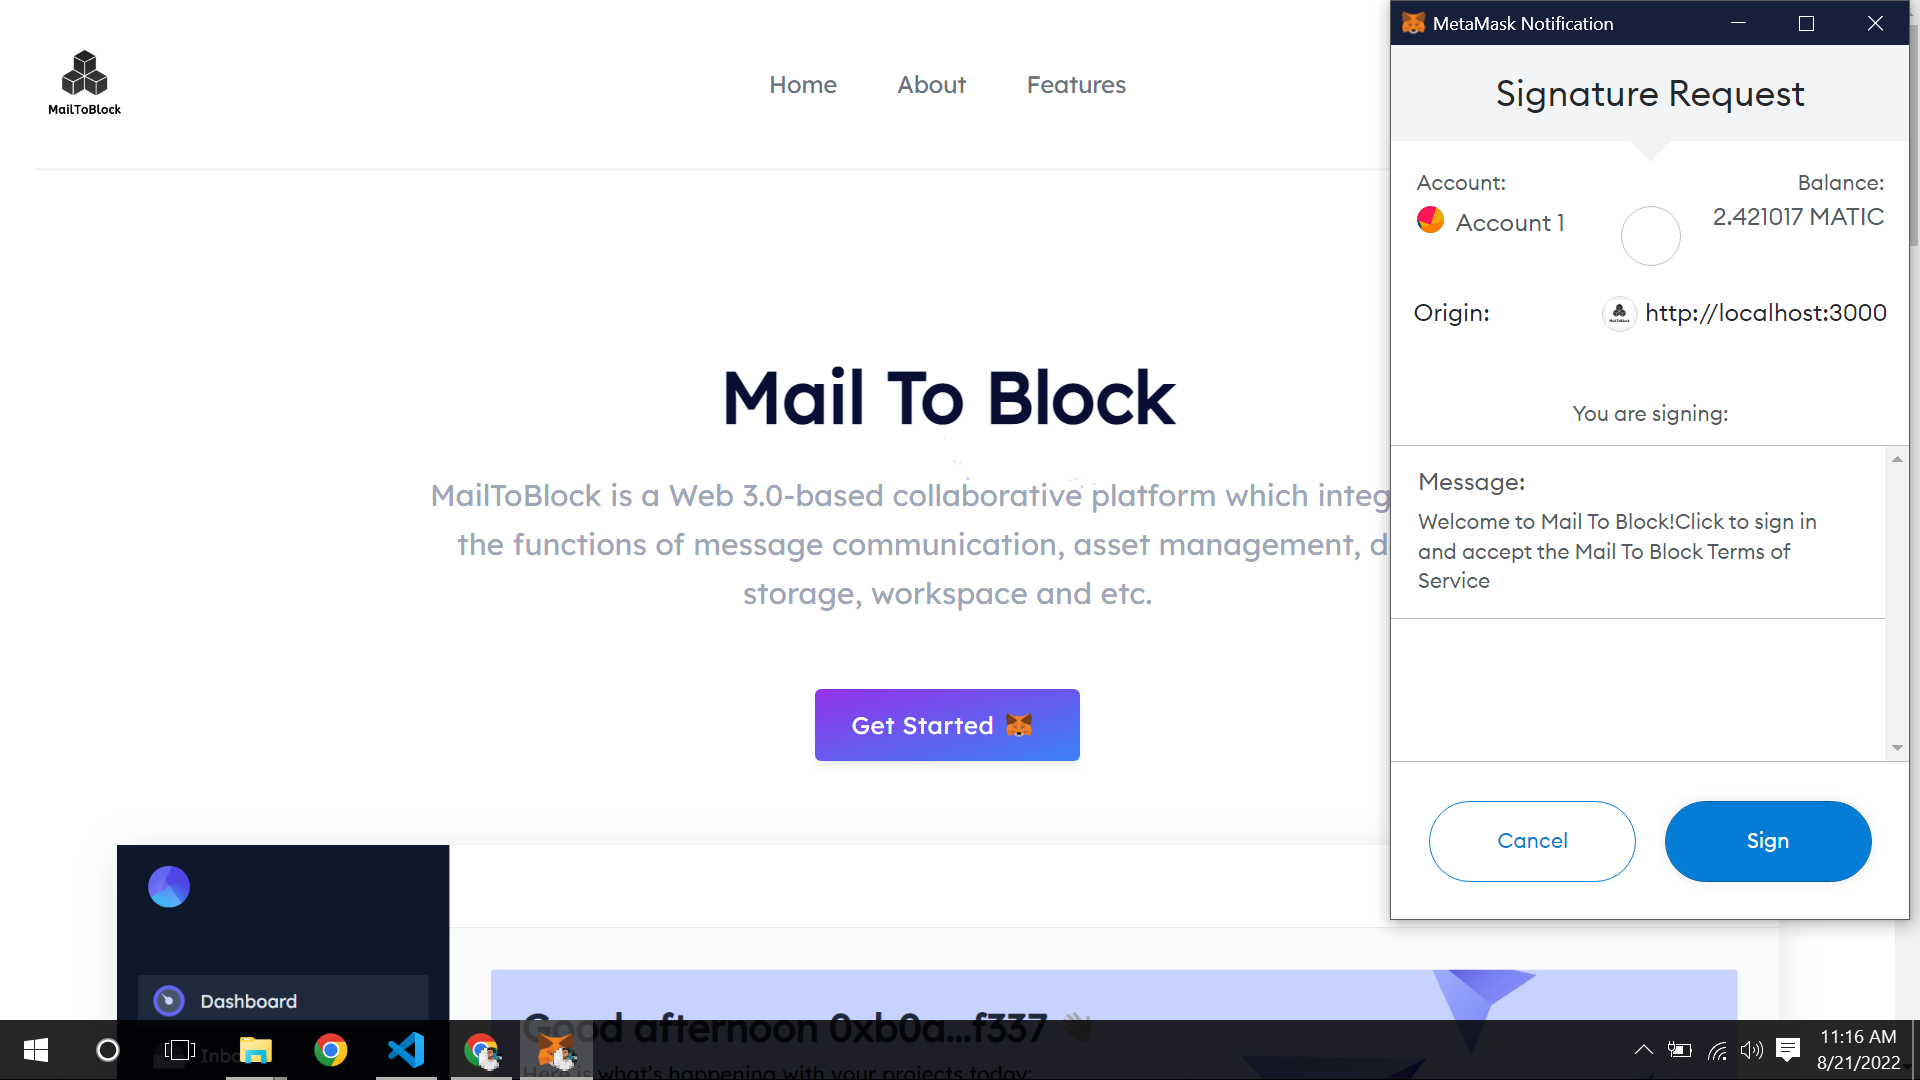 MailToBlock
Home
About
Features
Mail To Block
MailToBlock is a Web 3.0-based collaborative platform which integ
the functions of message communication, asset management, d
storage, workspace and etc.
Get Started
Dashboard
Good afternoon 0xb0a...f337 👋
Inbo
Here is what's happening with your projects today:
MetaMask Notification
Signature Request
Account:
Balance:
Account 1
2.421017 MATIC
Origin:
MailToBlock
http://localhost:3000
You are signing:
Message:
Welcome to Mail To Block!Click to sign in
and accept the Mail To Block Terms of
Service
Cancel
Sign
11:16 AM
8/21/2022